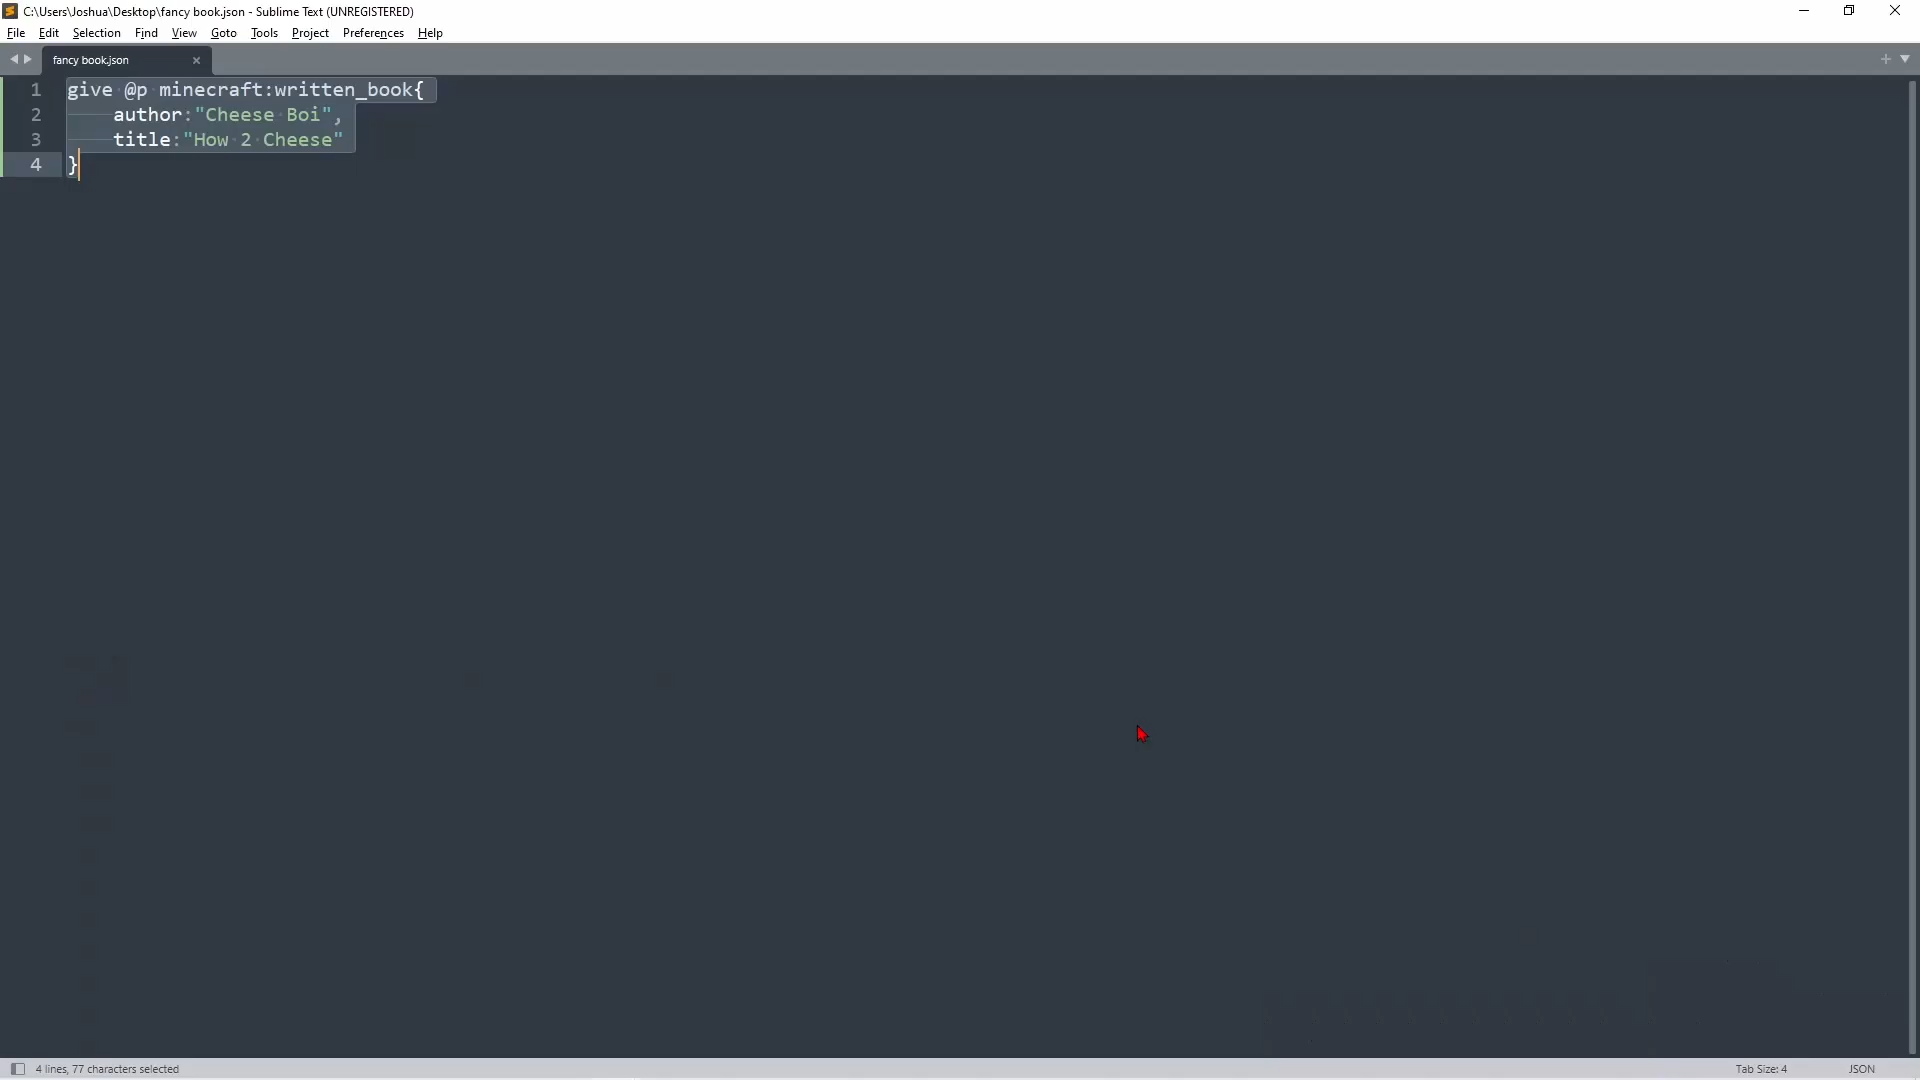 C:\Users\Joshua\Desktop\fancy book.json - Sublime Text (UNREGISTERED)
File Edit Selection Find View Goto Tools Project Preferences Help
fancy book.json
1 give @p minecraft:written_book{
2 author:"Cheese Boi",
3 title:"How 2 Cheese"
4 }
4 lines, 77 characters selected Tab Size: 4 JSON